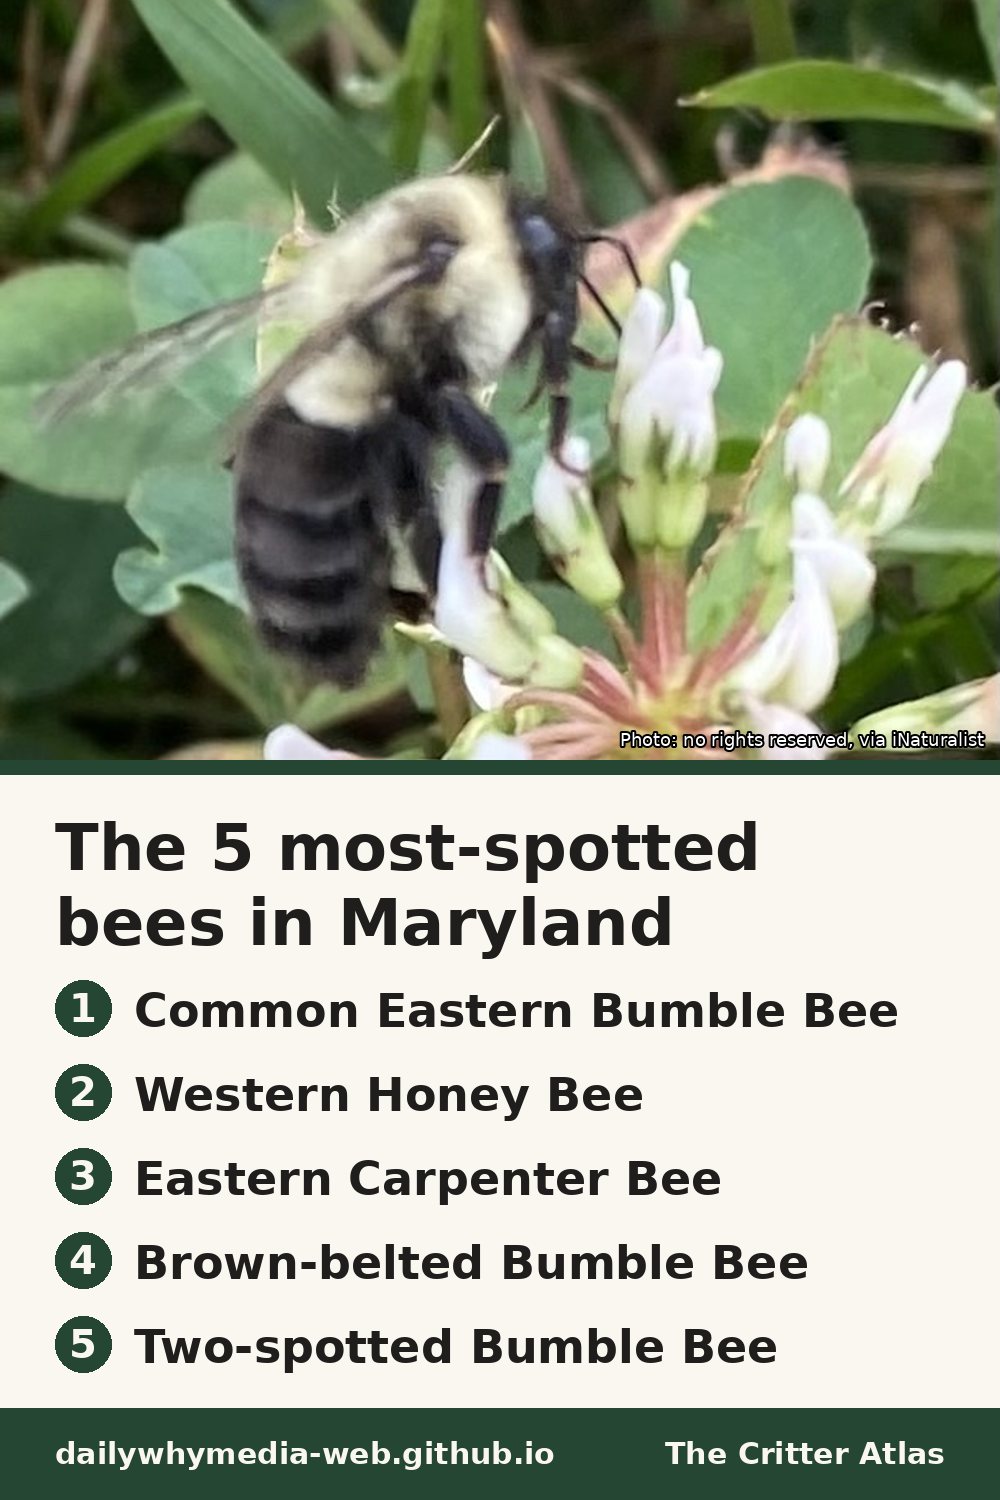 Photo: no rights reserved, via iNaturalist
The 5 most-spotted
bees in Maryland
1 Common Eastern Bumble Bee
2 Western Honey Bee
3 Eastern Carpenter Bee
4 Brown-belted Bumble Bee
5 Two-spotted Bumble Bee
dailywhymedia-web.github.io The Critter Atlas